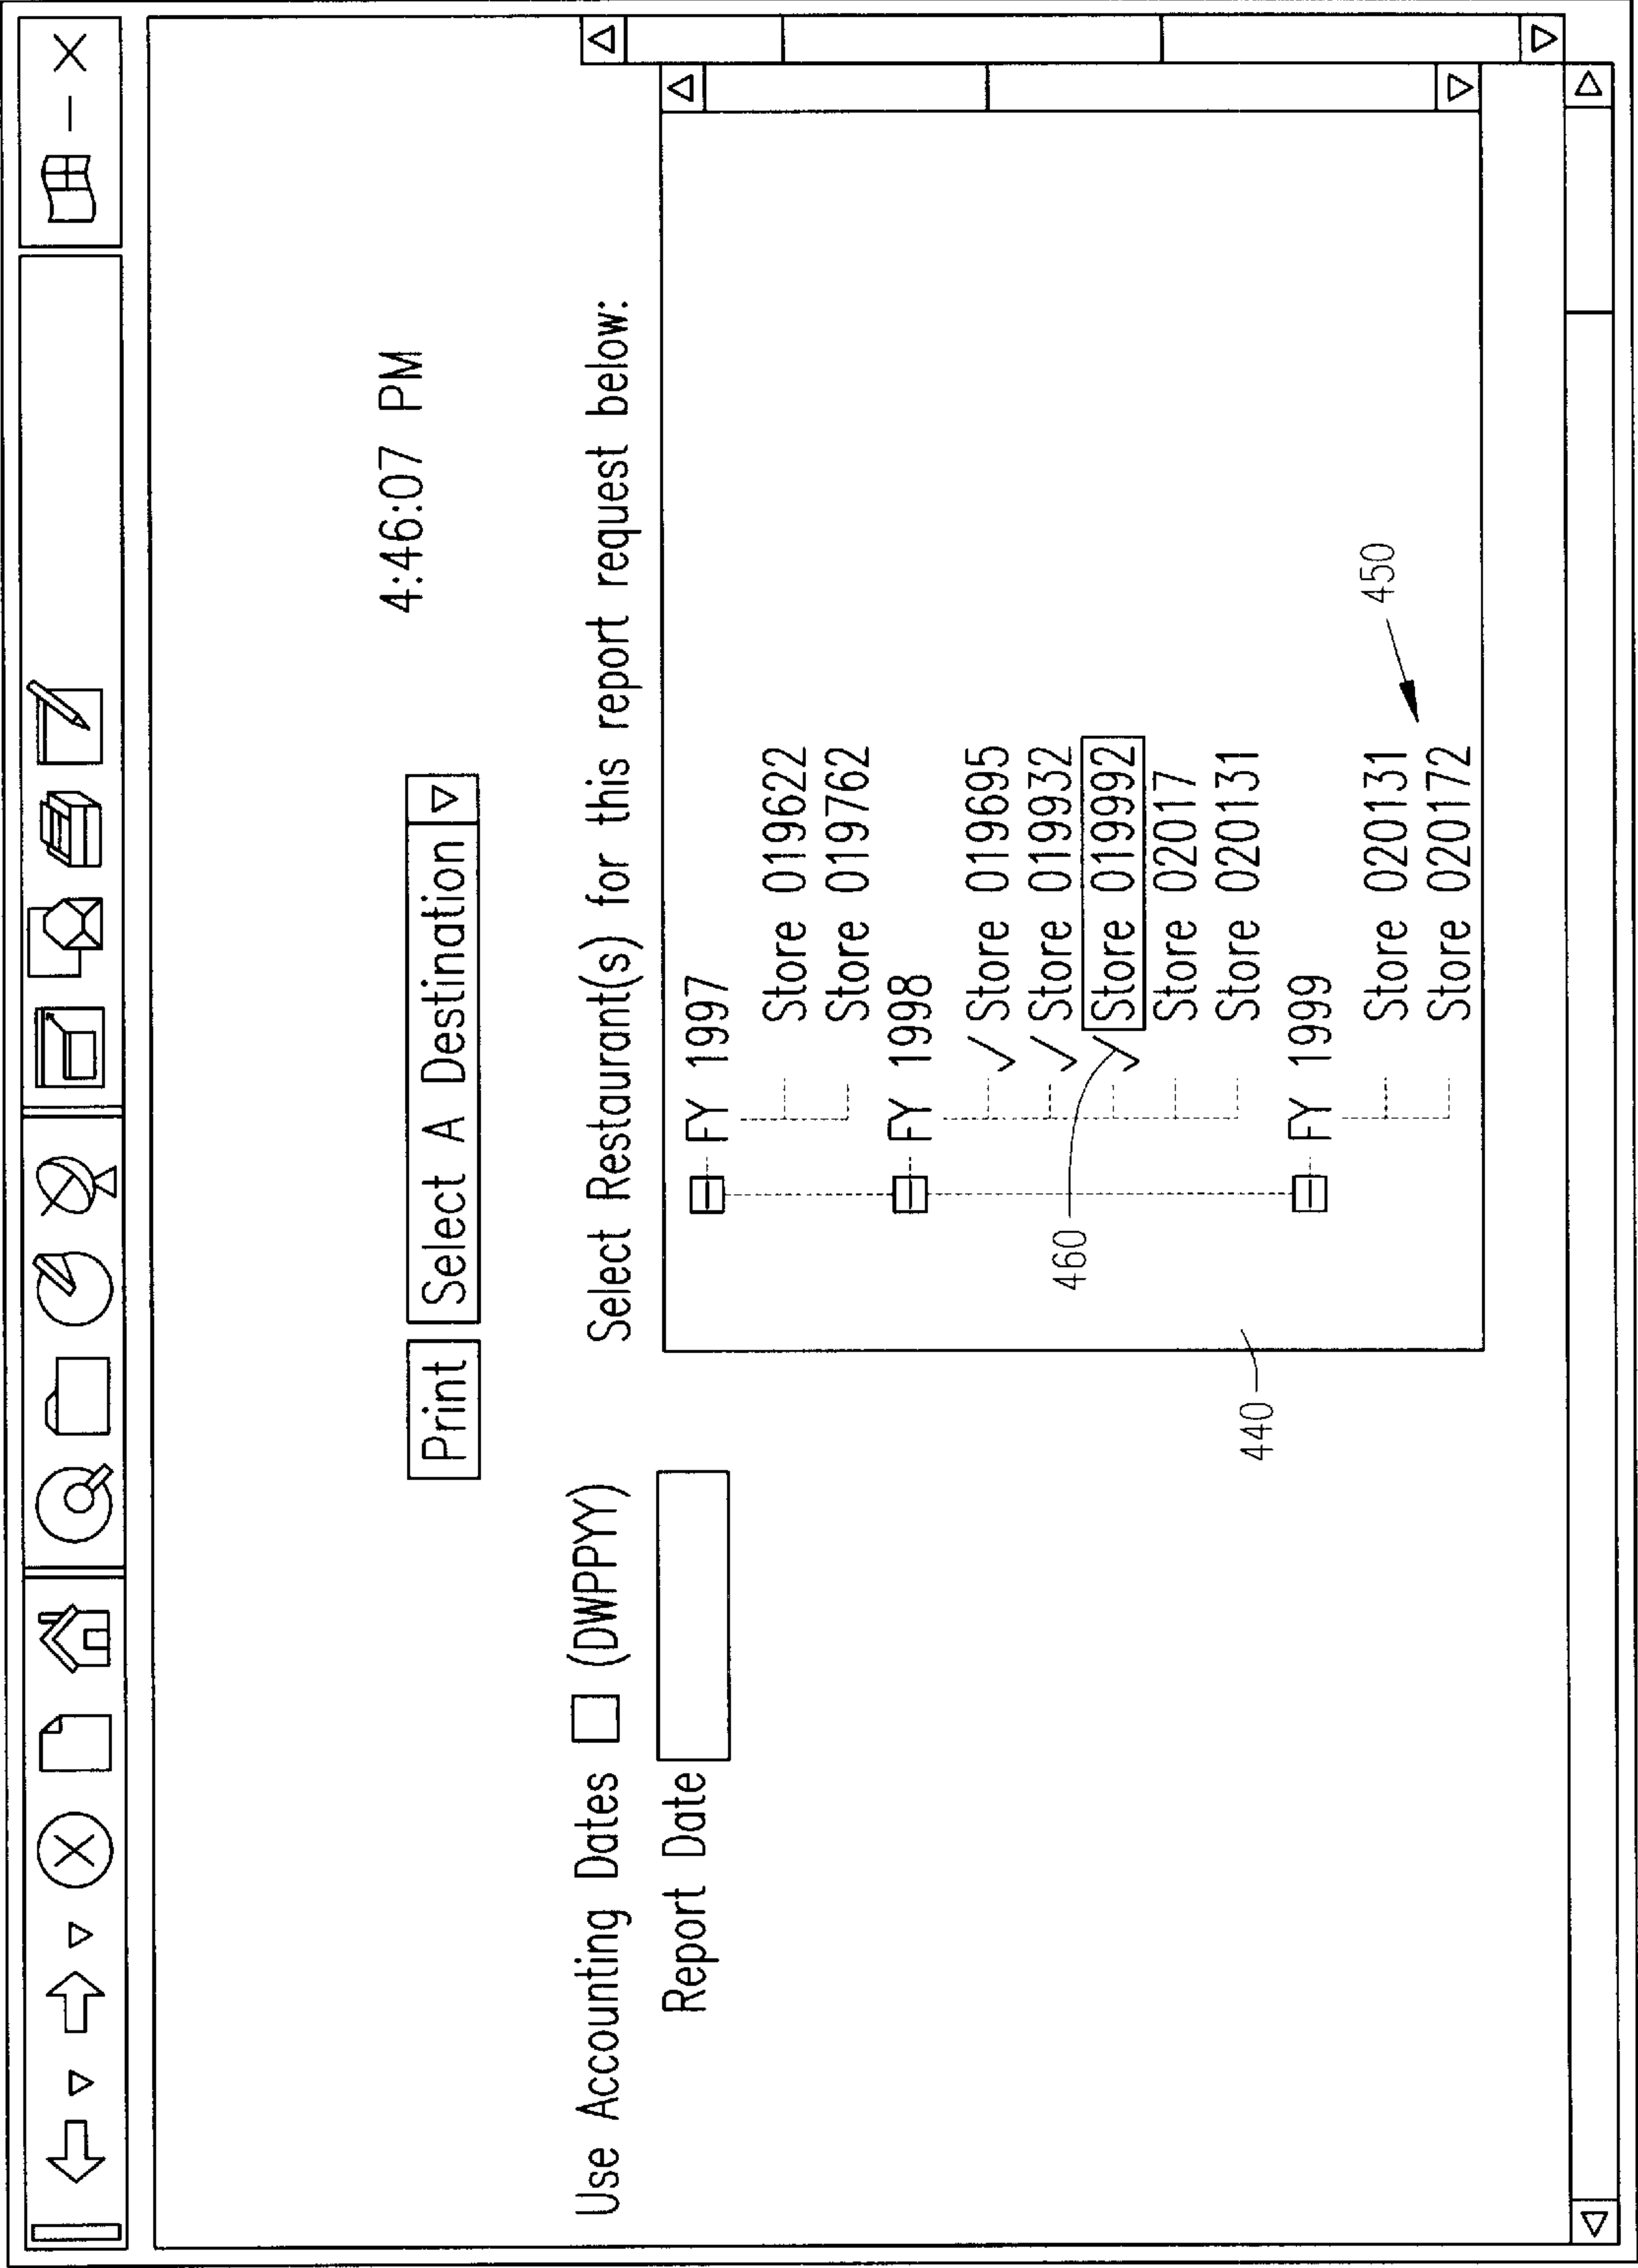 4:46:07 PM
Print Select A Destination
Use Accounting Dates (DWPYY) Select Restaurant(s) for this report request below:
Report Date
FY 1997
Store 019622
Store 019762
FY 1998
✓ Store 019695
✓ Store 019932
✓ Store 019992
Store 02017
Store 020131
FY 1999
Store 020131
Store 020172
460
440
450